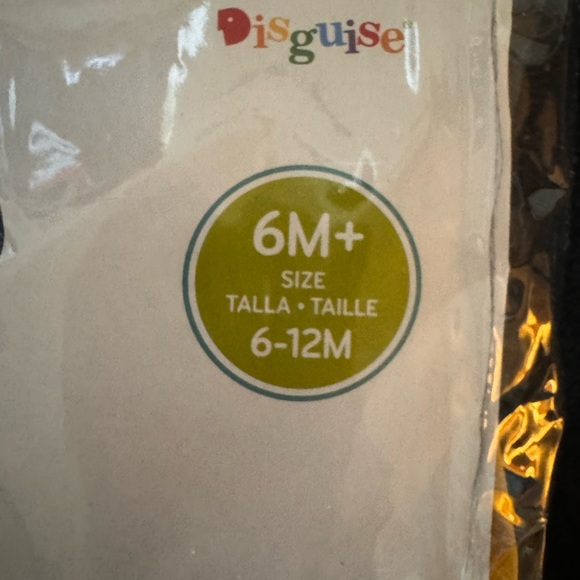 Disguise
6M+
SIZE
TALLA • TAILLE
6-12M